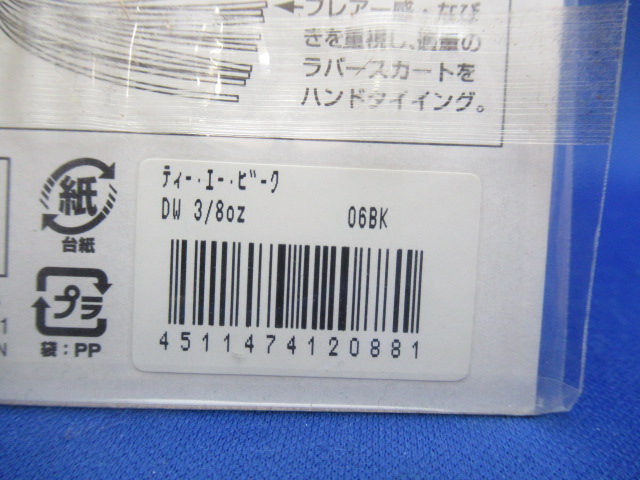 フレアー感・なび
きを重視し、適量の
ラバースカートを
ハンドタイイング。
紙
台紙
プラ
袋：PP
ﾃｨｰ･ｴｰ･ﾋﾞｰｸ
DW 3/8oz 06BK
4511474120881
1
N